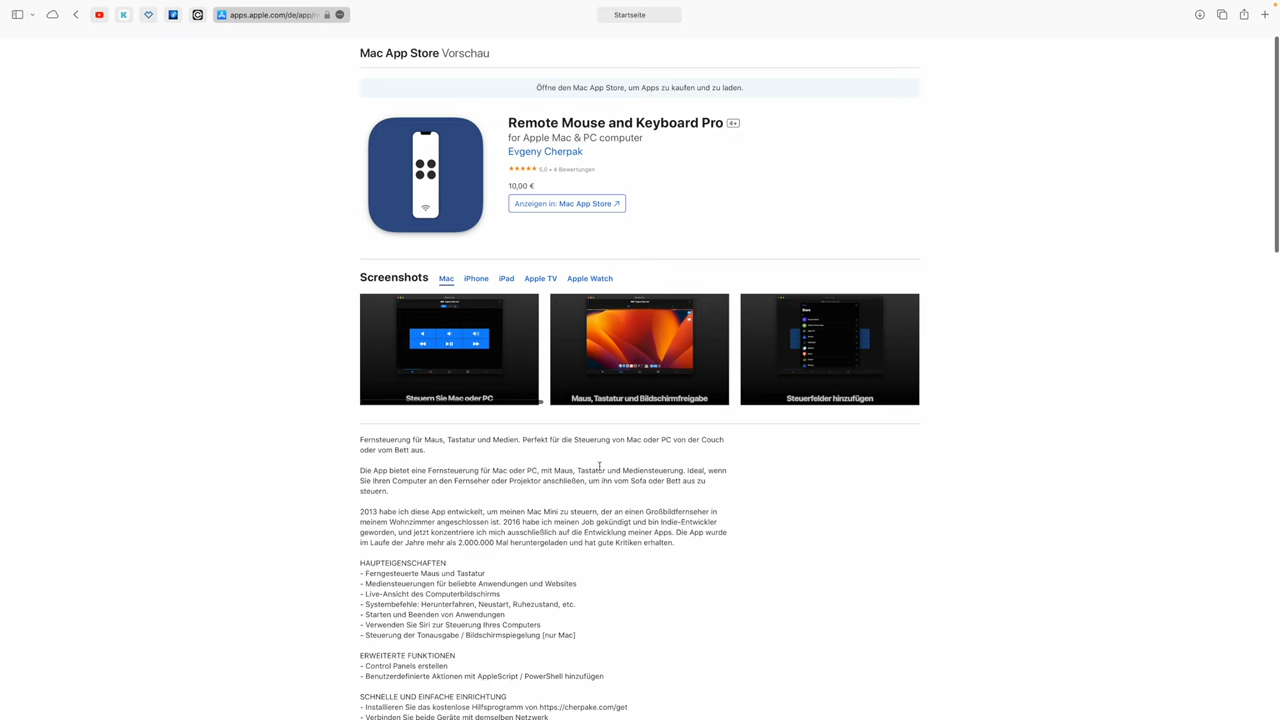 apps.apple.com/de/app/r
Startseite
Mac App Store Vorschau
Öffne den Mac App Store, um Apps zu kaufen und zu laden.
Remote Mouse and Keyboard Pro 4+
for Apple Mac & PC computer
Evgeny Cherpak
★★★★★ 5,0 • 4 Bewertungen
10,00 €
Anzeigen in: Mac App Store ↗
Screenshots Mac iPhone iPad Apple TV Apple Watch
Steuern Sie Mac oder PC
Maus, Tastatur und Bildschirmfreigabe
Steuerfelder hinzufügen
Fernsteuerung für Maus, Tastatur und Medien. Perfekt für die Steuerung von Mac oder PC von der Couch
oder vom Bett aus.
Die App bietet eine Fernsteuerung für Mac oder PC, mit Maus, Tastatur und Mediensteuerung. Ideal, wenn
Sie Ihren Computer an den Fernseher oder Projektor anschließen, um ihn vom Sofa oder Bett aus zu
steuern.
2013 habe ich diese App entwickelt, um meinen Mac Mini zu steuern, der an einen Großbildfernseher in
meinem Wohnzimmer angeschlossen ist. 2016 habe ich meinen Job gekündigt und bin Indie-Entwickler
geworden, und jetzt konzentriere ich mich ausschließlich auf die Entwicklung meiner Apps. Die App wurde
im Laufe der Jahre mehr als 2.000.000 Mal heruntergeladen und hat gute Kritiken erhalten.
HAUPTEIGENSCHAFTEN
- Ferngesteuerte Maus und Tastatur
- Mediensteuerungen für beliebte Anwendungen und Websites
- Live-Ansicht des Computerbildschirms
- Systembefehle: Herunterfahren, Neustart, Ruhezustand, etc.
- Starten und Beenden von Anwendungen
- Verwenden Sie Siri zur Steuerung Ihres Computers
- Steuerung der Tonausgabe / Bildschirmspiegelung [nur Mac]
ERWEITERTE FUNKTIONEN
- Control Panels erstellen
- Benutzerdefinierte Aktionen mit AppleScript / PowerShell hinzufügen
SCHNELLE UND EINFACHE EINRICHTUNG
- Installieren Sie das kostenlose Hilfsprogramm von https://cherpake.com/get
- Verbinden Sie beide Geräte mit demselben Netzwerk